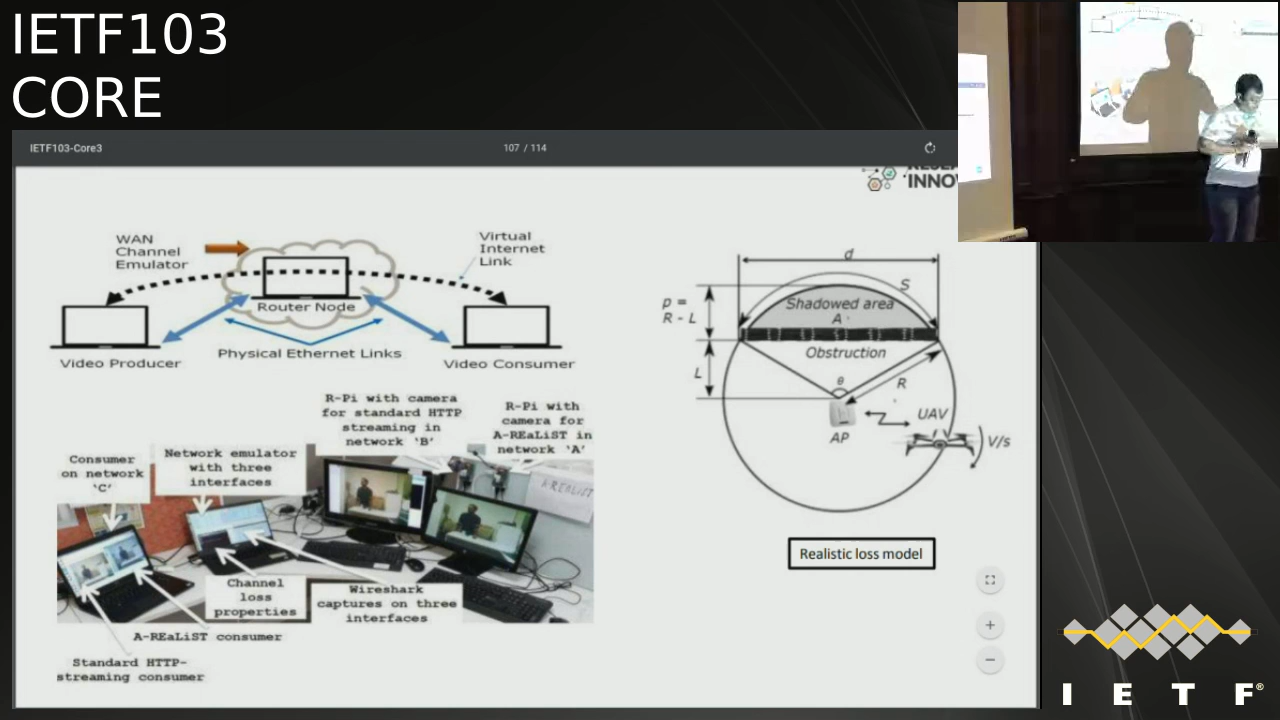 IETF103
CORE
IETF103-Core3
107 / 114
INNOV
WAN
Channel
Emulator
Virtual
Internet
Link
Router Node
Video Producer
Physical Ethernet Links
Video Consumer
d
S
p =
R - L
Shadowed area
A
Obstruction
L
θ
R
AP
UAV
V/s
Realistic loss model
R-Pi with camera
for standard HTTP
streaming in
network 'B'
R-Pi with
camera for
A-REaLiST in
network 'A'
Consumer
on network
'C'
Network emulator
with three
interfaces
A-REALIST
Channel
loss
properties
Wireshark
captures on three
interfaces
A-REaLiST consumer
Standard HTTP-
streaming consumer
I E T F®